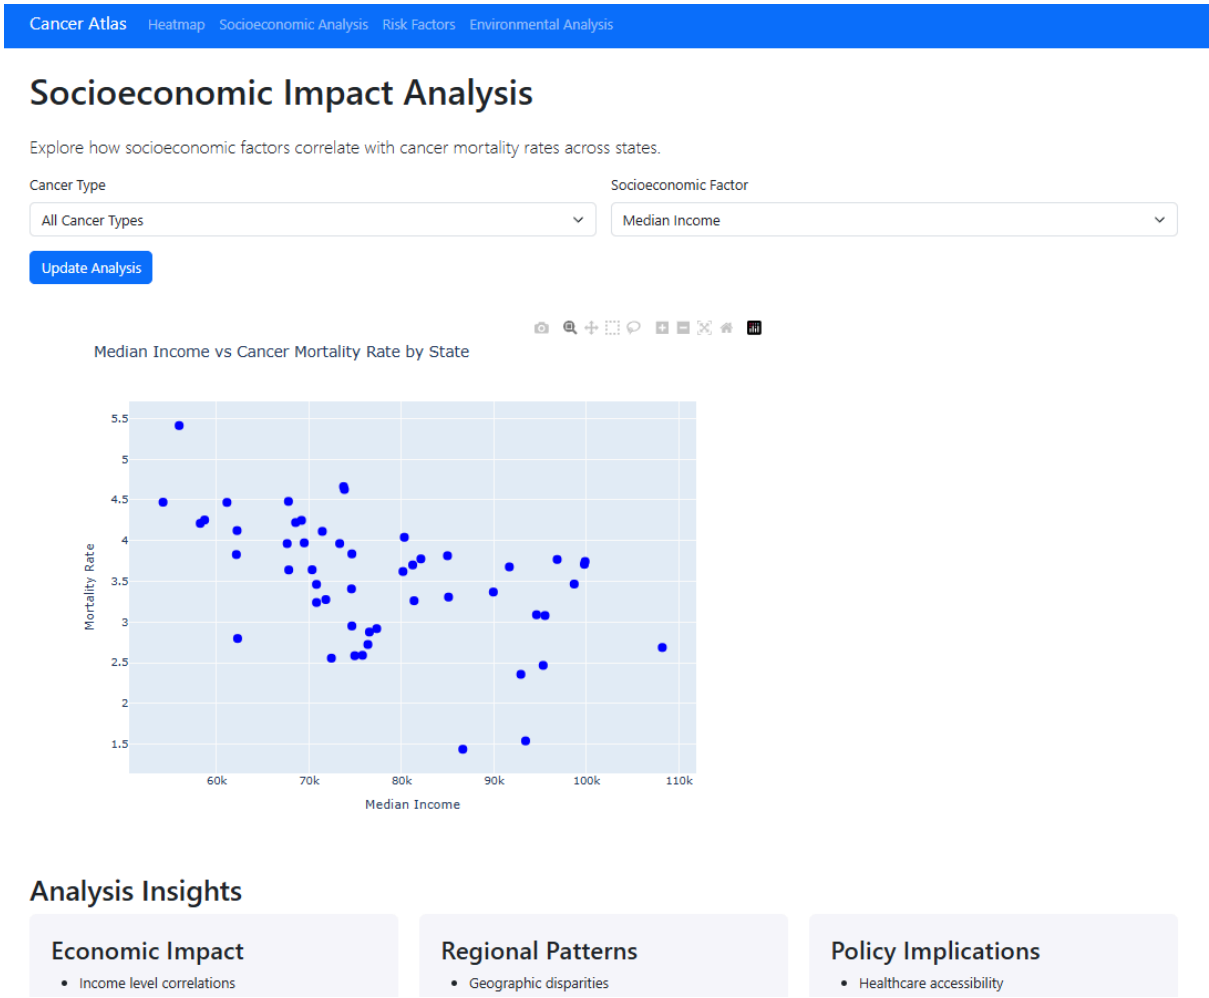 Cancer Atlas Heatmap Socioeconomic Analysis Risk Factors Environmental Analysis
Socioeconomic Impact Analysis
Explore how socioeconomic factors correlate with cancer mortality rates across states.
Cancer Type Socioeconomic Factor
All Cancer Types Median Income
Update Analysis
Median Income vs Cancer Mortality Rate by State
5.5
5
4.5
4
3.5
3
2.5
2
1.5
Mortality Rate
60k 70k 80k 90k 100k 110k
Median Income
Analysis Insights
Economic Impact Regional Patterns Policy Implications
• Income level correlations • Geographic disparities • Healthcare accessibility